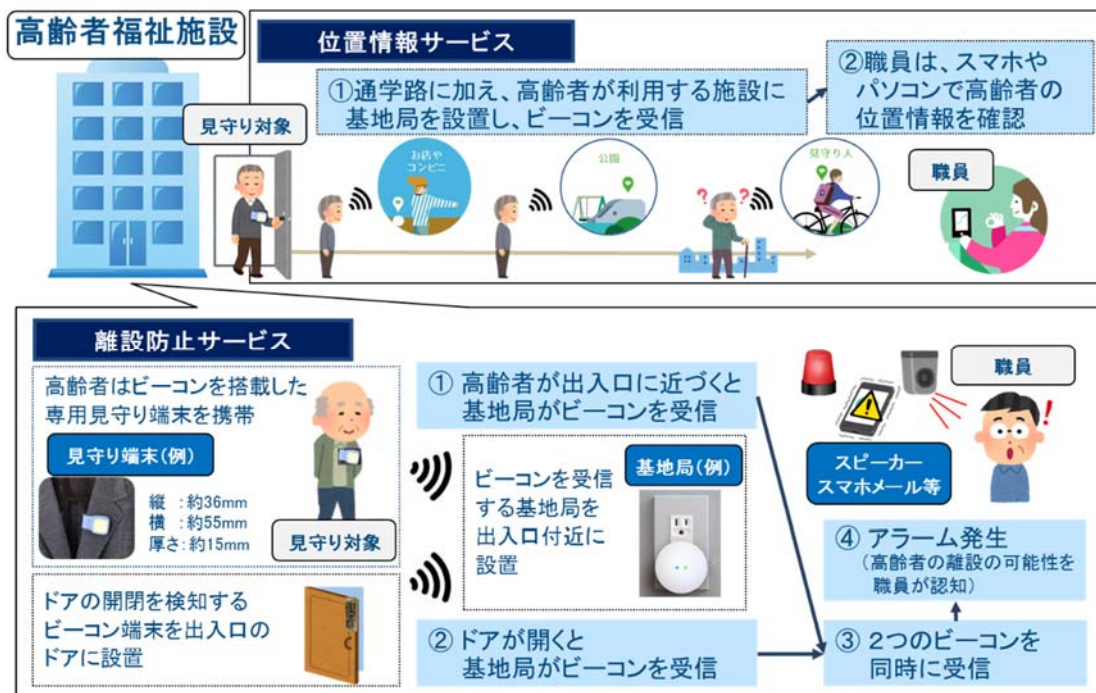 高齢者福祉施設
位置情報サービス
①通学路に加え、高齢者が利用する施設に
基地局を設置し、ビーコンを受信
②職員は、スマホや
パソコンで高齢者の
位置情報を確認
見守り対象
お店や
コンビニ
公園
見守り人
職員
離設防止サービス
高齢者はビーコンを搭載した
専用見守り端末を携帯
見守り端末(例)
縦 :約36mm
横 :約55mm
厚さ:約15mm
見守り対象
ドアの開閉を検知する
ビーコン端末を出入口の
ドアに設置
① 高齢者が出入口に近づくと
基地局がビーコンを受信
ビーコンを受信
する基地局を
出入口付近に
設置
基地局(例)
② ドアが開くと
基地局がビーコンを受信
職員
スピーカー
スマホメール等
④ アラーム発生
(高齢者の離設の可能性を
職員が認知)
③ 2つのビーコンを
同時に受信